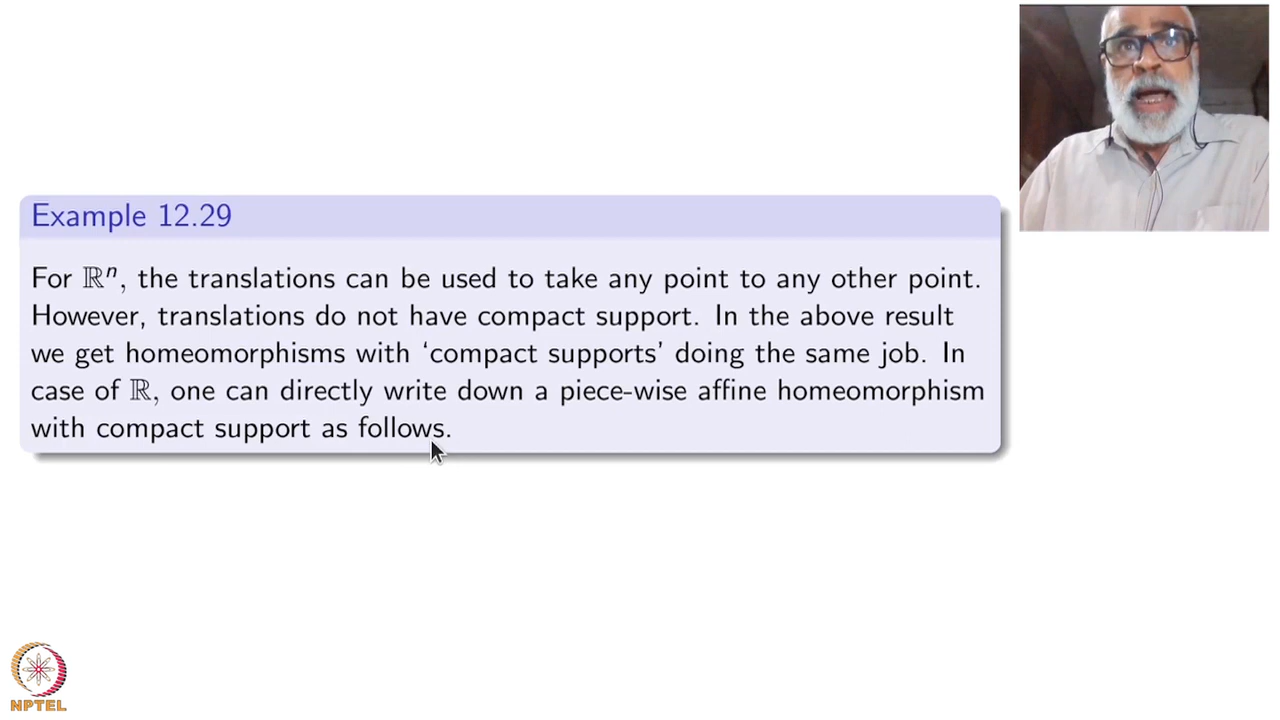 Example 12.29
For ℝⁿ, the translations can be used to take any point to any other point.
However, translations do not have compact support. In the above result
we get homeomorphisms with ‘compact supports’ doing the same job. In
case of ℝ, one can directly write down a piece-wise affine homeomorphism
with compact support as follows.
NPTEL